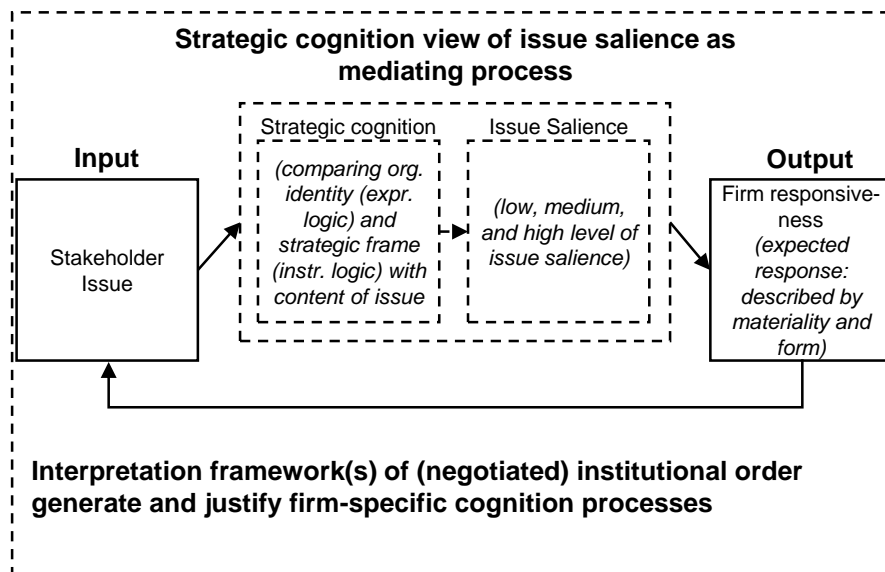 Strategic cognition view of issue salience as
mediating process
Input
Stakeholder
Issue
Strategic cognition
(comparing org.
identity (expr.
logic) and
strategic frame
(instr. logic) with
content of issue
Issue Salience
(low, medium,
and high level of
issue salience)
Output
Firm responsive-
ness
(expected
response:
described by
materiality and
form)
Interpretation framework(s) of (negotiated) institutional order
generate and justify firm-specific cognition processes